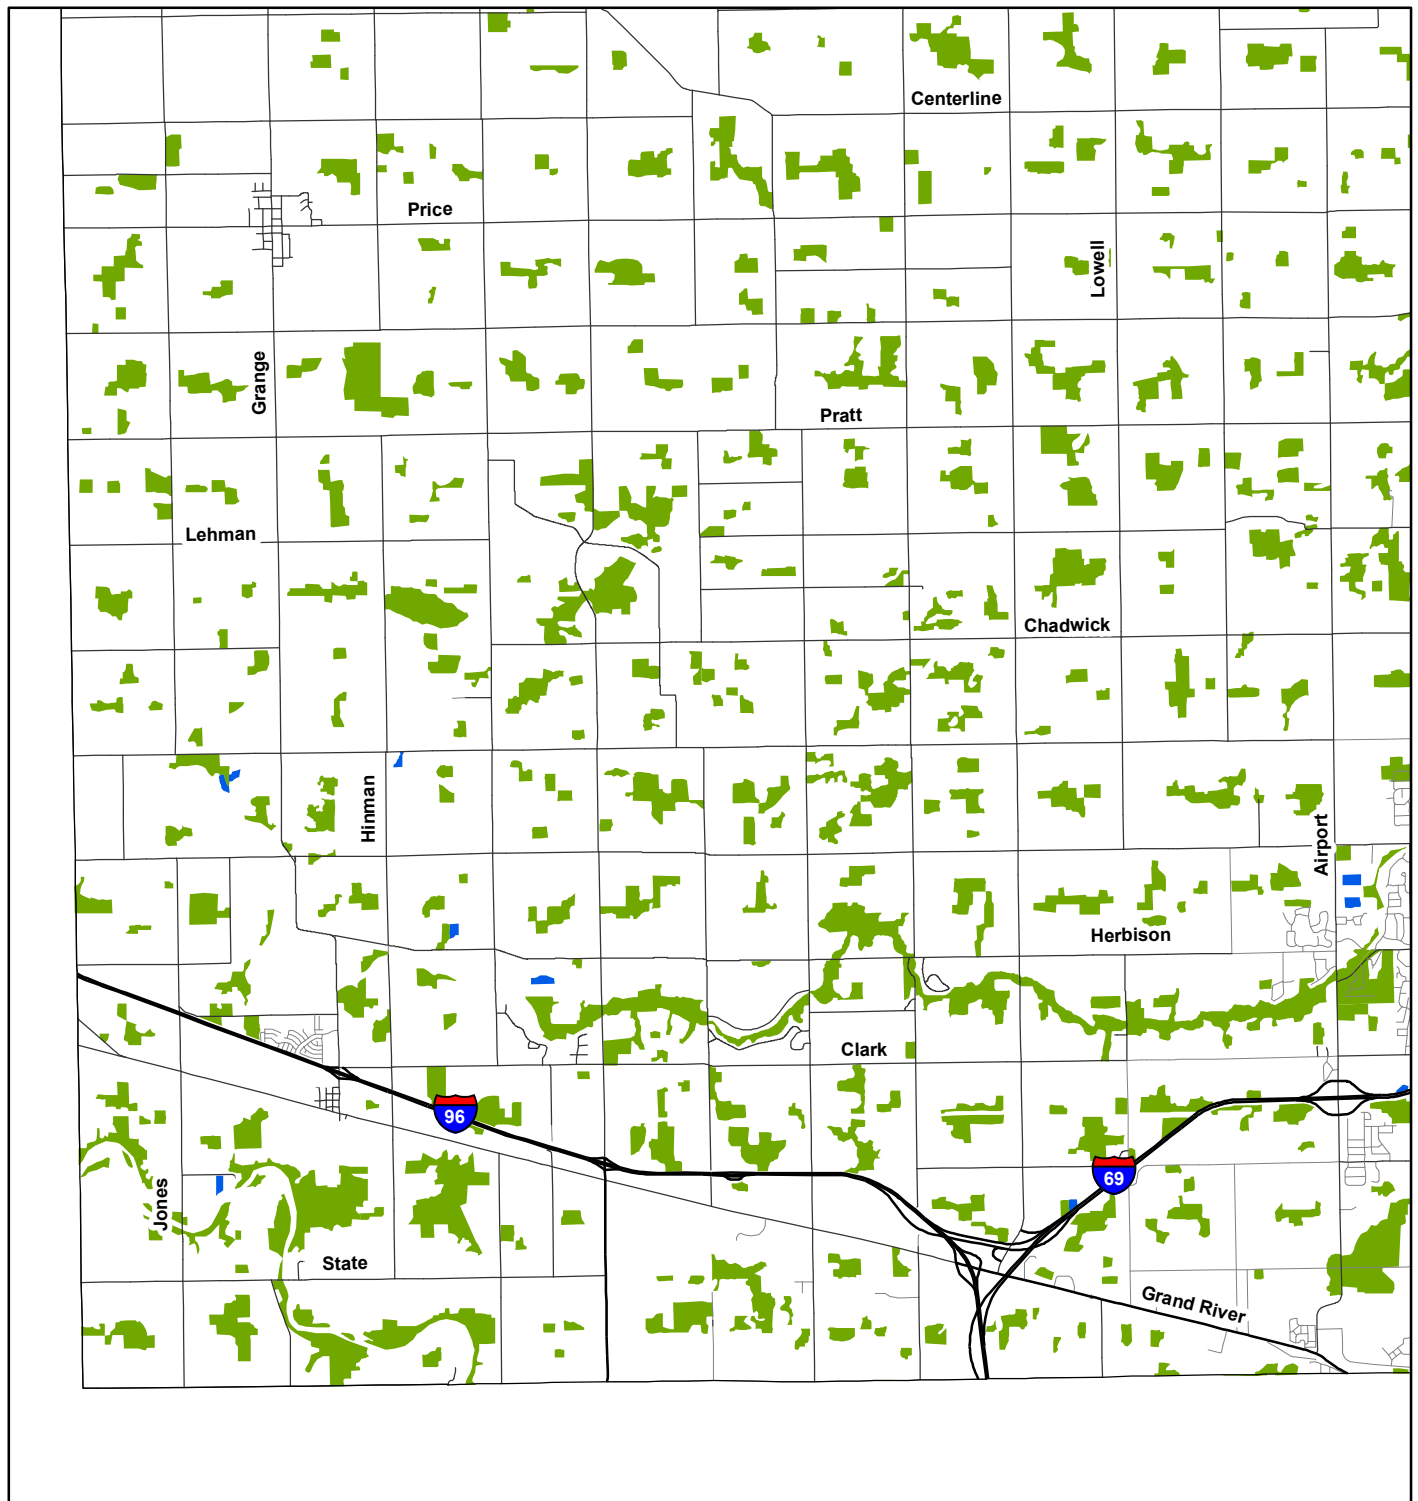 Centerline
Price
Lowell
Grange
Pratt
Lehman
Chadwick
Hinman
Airport
Herbison
Clark
96
69
Jones
State
Grand River